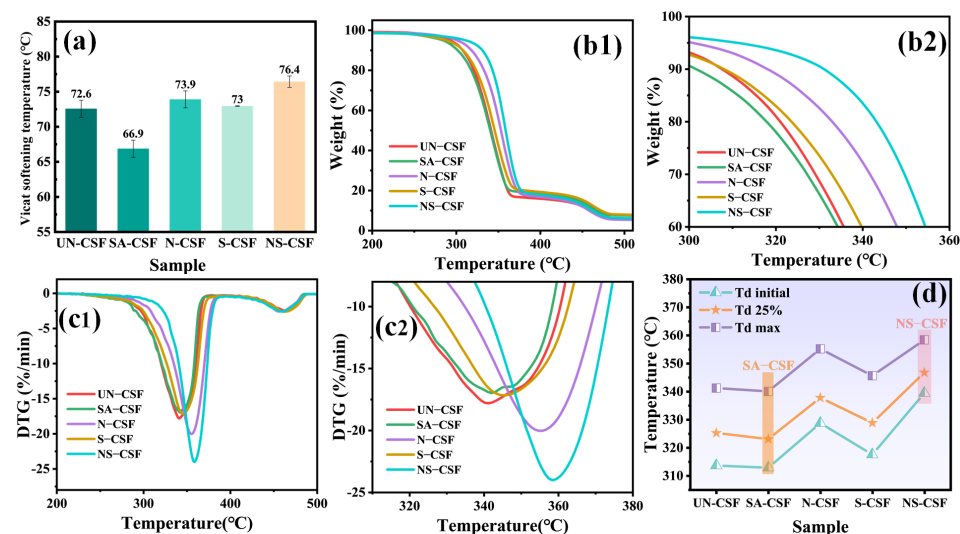 (a)
Vicat softening temperature (℃)
85
80
75
70
65
60
55
72.6
66.9
73.9
73
76.4
UN-CSF SA-CSF N-CSF S-CSF NS-CSF
Sample
(b1)
Weight (%)
100
80
60
40
20
0
UN-CSF
SA-CSF
N-CSF
S-CSF
NS-CSF
200 300 400 500
Temperature (℃)
(b2)
Weight (%)
100
90
80
70
60
UN-CSF
SA-CSF
N-CSF
S-CSF
NS-CSF
300 320 340 360
Temperature (℃)
(c1)
DTG (%/min)
0
-5
-10
-15
-20
-25
UN-CSF
SA-CSF
N-CSF
S-CSF
NS-CSF
200 300 400 500
Temperature(℃)
(c2)
DTG (%/min)
-10
-15
-20
-25
UN-CSF
SA-CSF
N-CSF
S-CSF
NS-CSF
320 340 360 380
Temperature(℃)
(d)
Temperature (℃)
380
370
360
350
340
330
320
310
Td initial
Td 25%
Td max
SA-CSF
NS-CSF
UN-CSF SA-CSF N-CSF S-CSF NS-CSF
Sample